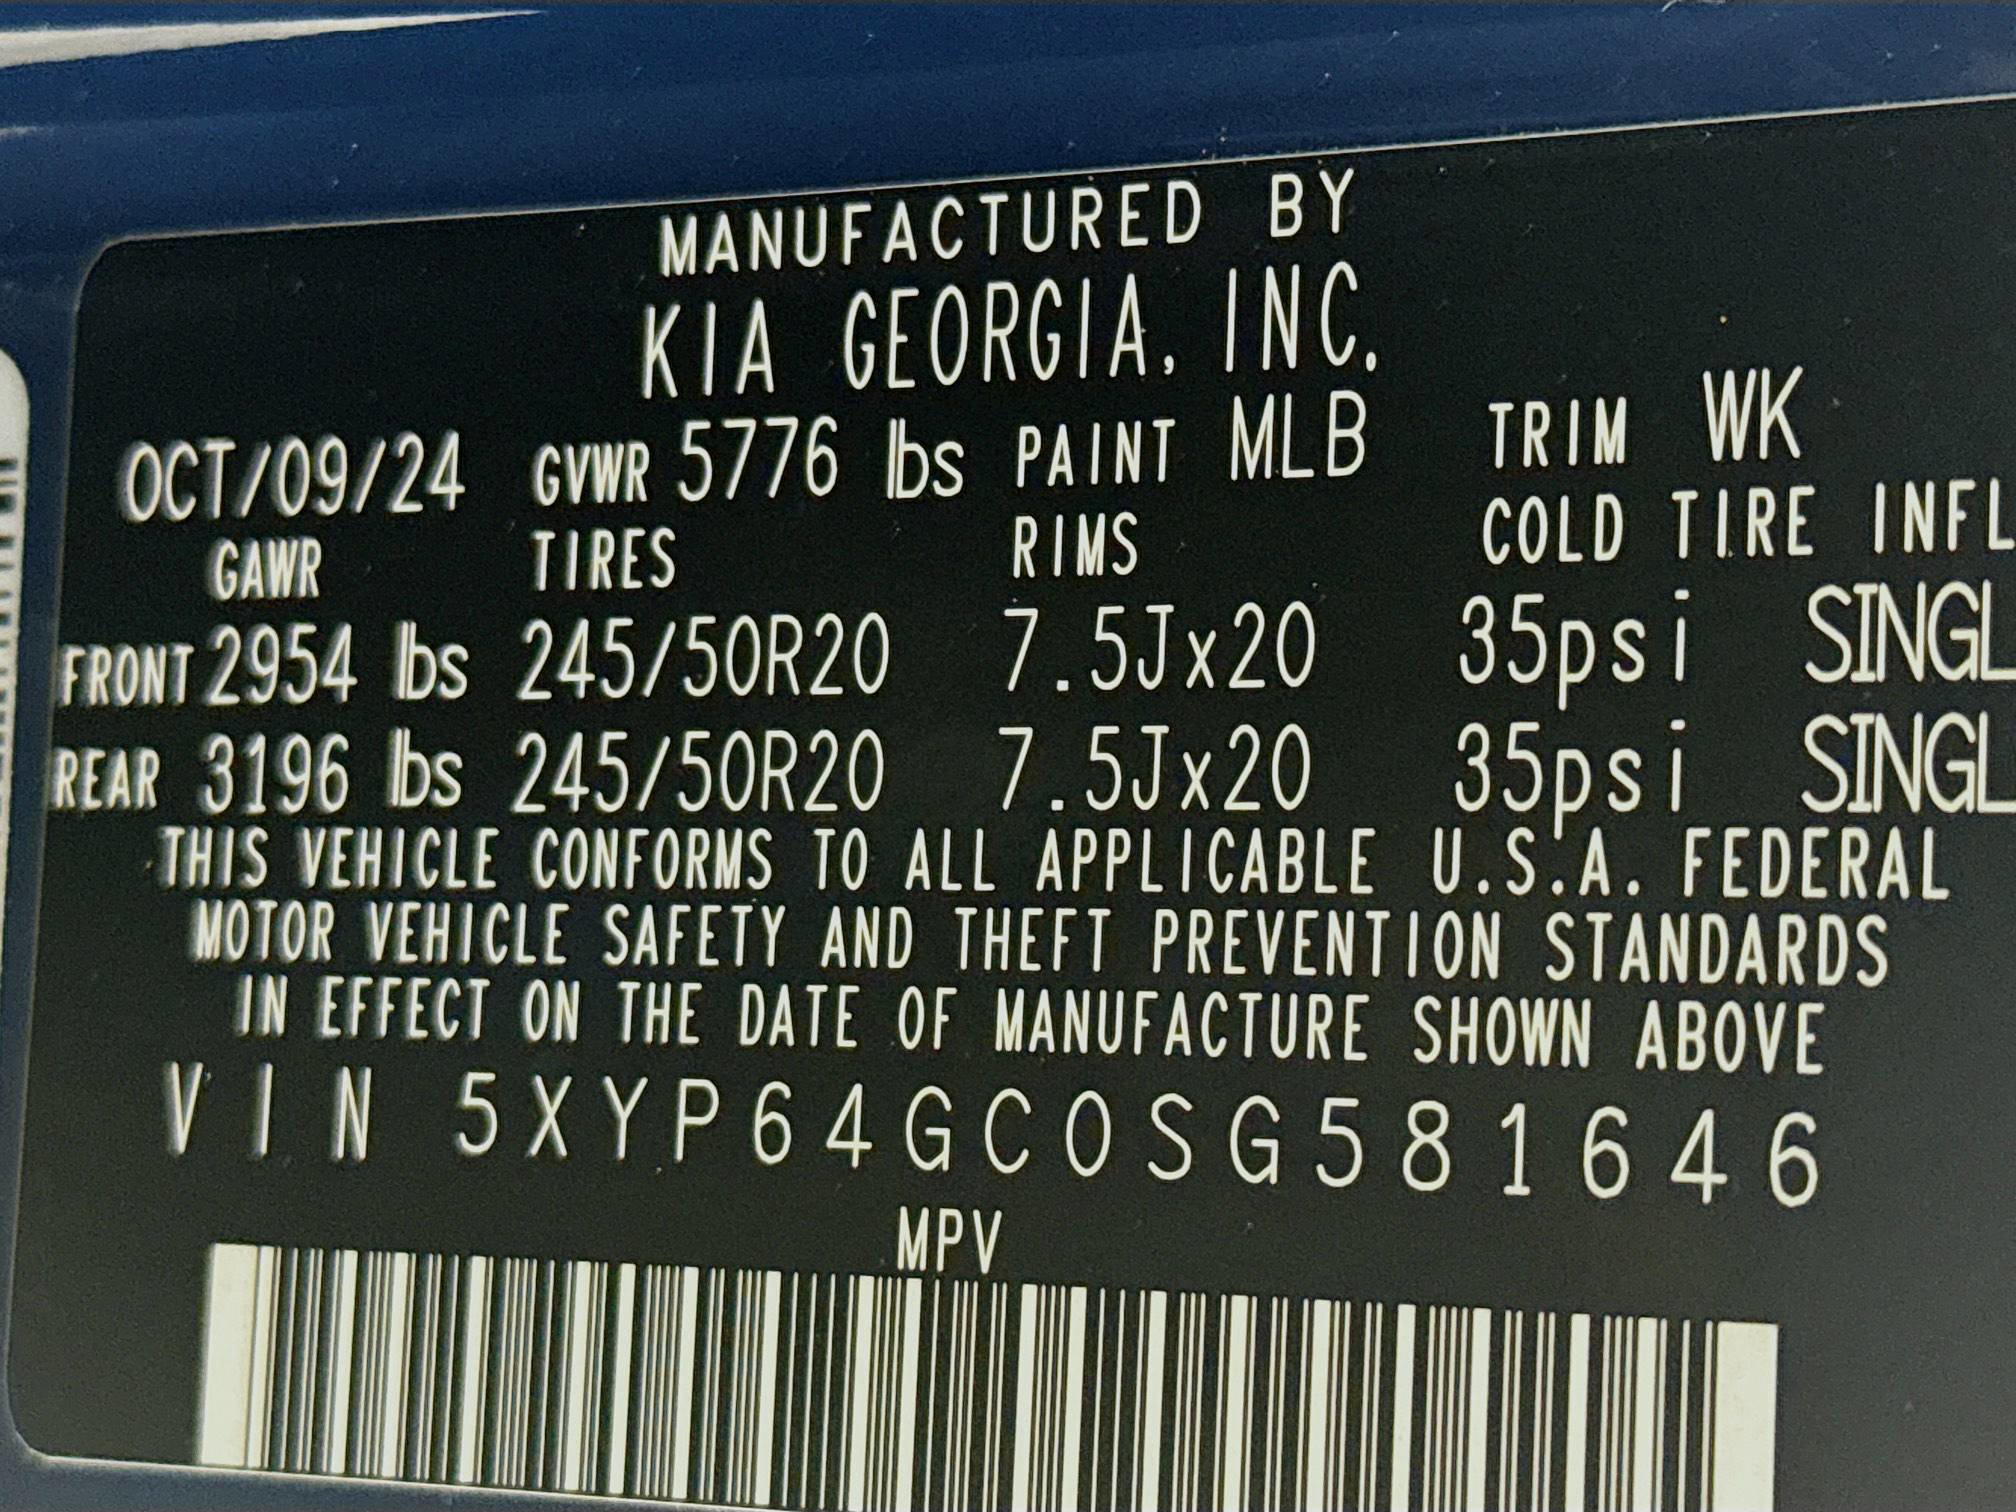 MANUFACTURED BY
KIA GEORGIA, INC.
OCT/09/24 GVWR 5776 lbs PAINT MLB TRIM WK
GAWR TIRES RIMS COLD TIRE INFL
FRONT 2954 lbs 245/50R20 7.5Jx20 35psi SINGL
REAR 3196 lbs 245/50R20 7.5Jx20 35psi SINGL
THIS VEHICLE CONFORMS TO ALL APPLICABLE U.S.A. FEDERAL
MOTOR VEHICLE SAFETY AND THEFT PREVENTION STANDARDS
IN EFFECT ON THE DATE OF MANUFACTURE SHOWN ABOVE
VIN 5XYP64GC0SG581646
MPV